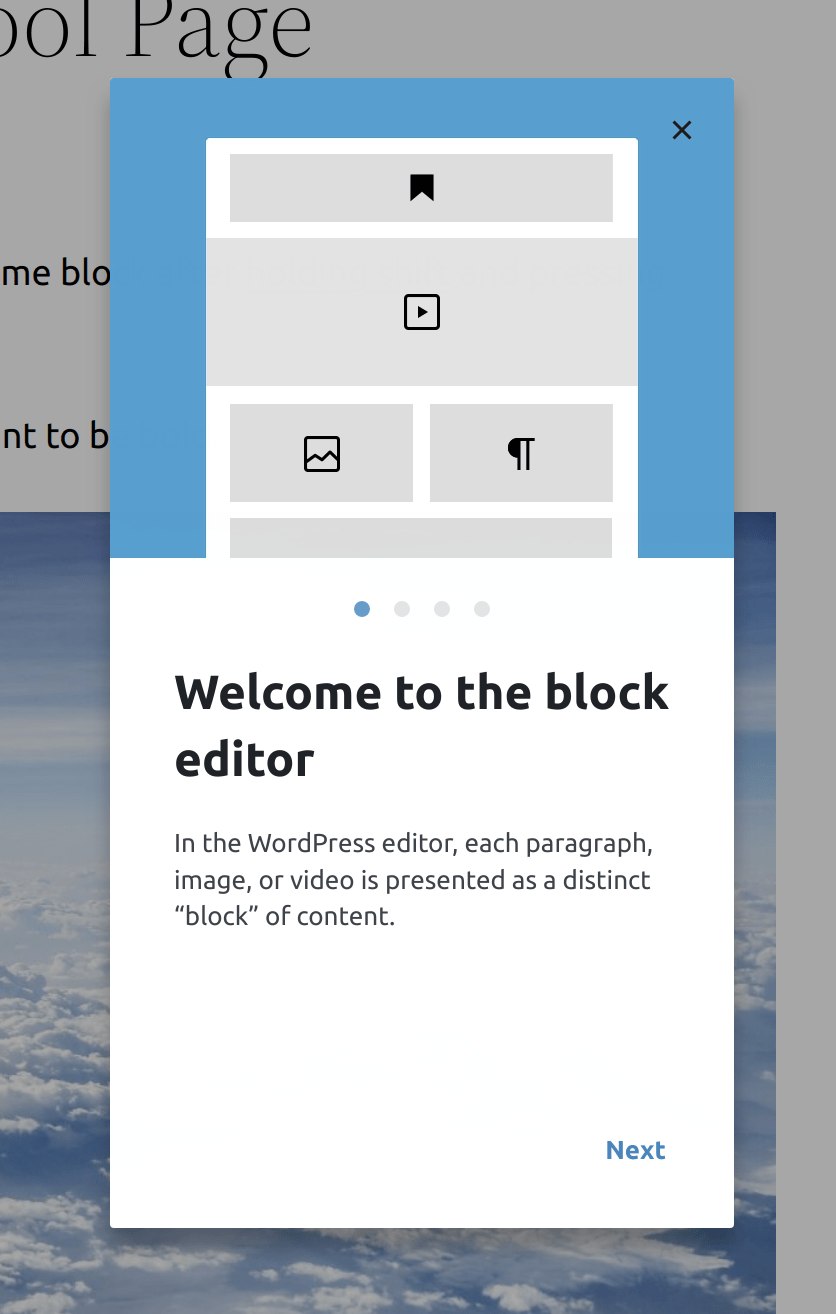 ool Page
me blo
nt to b
Welcome to the block
editor
In the WordPress editor, each paragraph,
image, or video is presented as a distinct
“block” of content.
Next